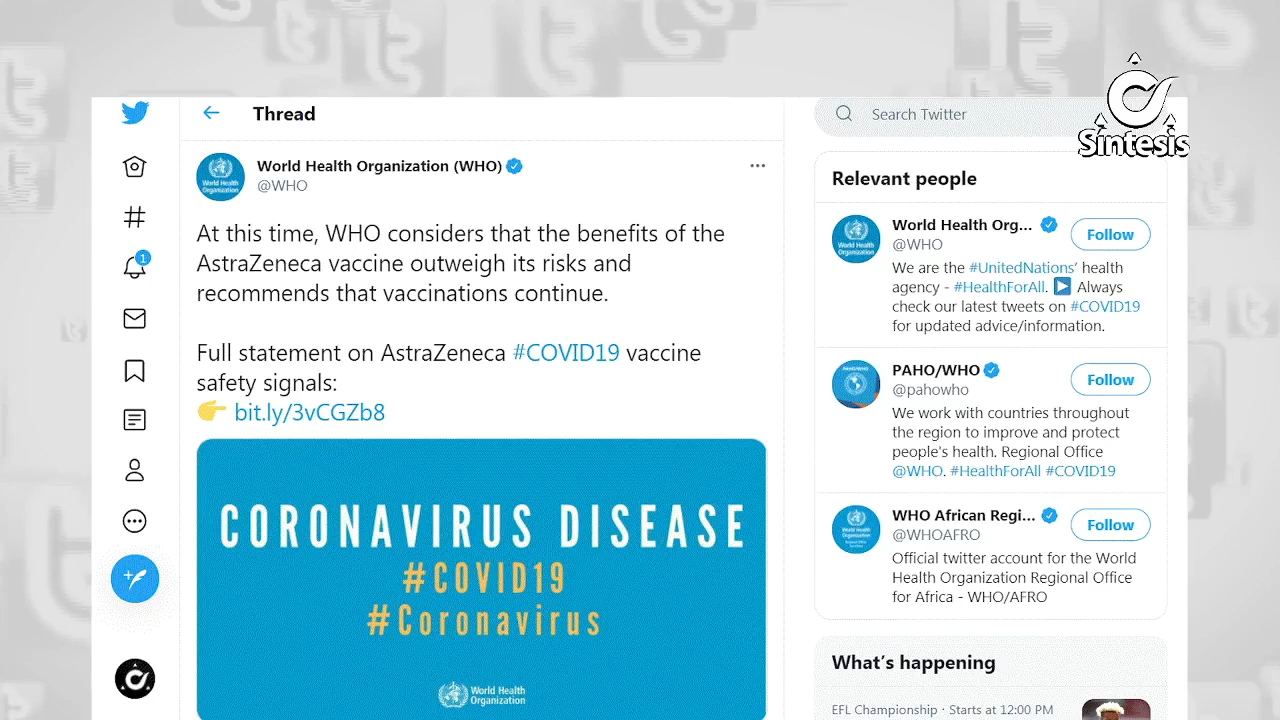 Thread
Search Twitter
Síntesis
World Health Organization (WHO)
@WHO
At this time, WHO considers that the benefits of the
AstraZeneca vaccine outweigh its risks and
recommends that vaccinations continue.
Full statement on AstraZeneca #COVID19 vaccine
safety signals:
👉 bit.ly/3vCGZb8
CORONAVIRUS DISEASE
#COVID19
#Coronavirus
World Health
Organization
1
Relevant people
World Health Org...
@WHO
Follow
We are the #UnitedNations' health
agency - #HealthForAll. ▶️ Always
check our latest tweets on #COVID19
for updated advice/information.
PAHO/WHO
@pahowho
Follow
We work with countries throughout
the region to improve and protect
people's health. Regional Office
@WHO. #HealthForAll #COVID19
WHO African Regi...
@WHOAFRO
Follow
Official twitter account for the World
Health Organization Regional Office
for Africa - WHO/AFRO
What's happening
EFL Championship · Starts at 12:00 PM